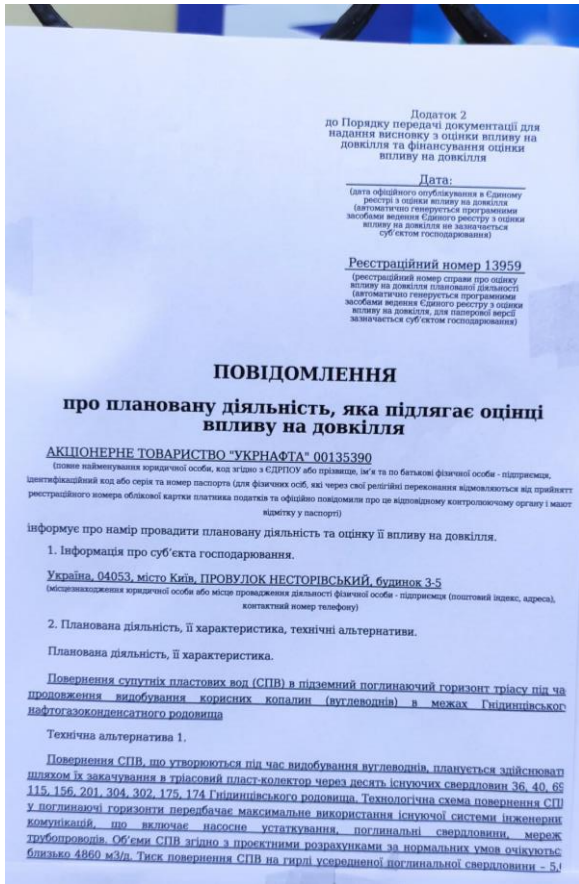 Додаток 2
до Порядку передачі документації для
надання висновку з оцінки впливу на
довкілля та фінансування оцінки
впливу на довкілля
Дата:
(дата офіційного опублікування в Єдиному
реєстрі з оцінки впливу на довкілля
(автоматично генерується програмними
засобами ведення Єдиного реєстру з оцінки
впливу на довкілля не зазначається
суб'єктом господарювання)
Реєстраційний номер 13959
(реєстраційний номер справи про оцінку
впливу на довкілля планованої діяльності
(автоматично генерується програмними
засобами ведення Єдиного реєстру з оцінки
впливу на довкілля, для паперової версії
зазначається суб'єктом господарювання)
ПОВІДОМЛЕННЯ
про плановану діяльність, яка підлягає оцінці
впливу на довкілля
АКЦІОНЕРНЕ ТОВАРИСТВО "УКРНАФТА" 00135390
(повне найменування юридичної особи, код згідно з ЄДРПОУ або прізвище, ім'я та по батькові фізичної особи - підприємця,
ідентифікаційний код або серія та номер паспорта (для фізичних осіб, які через свої релігійні переконання відмовляються від прийнятт
реєстраційного номера облікової картки платника податків та офіційно повідомили про це відповідному контролюючому органу і мают
відмітку у паспорті)
інформує про намір провадити плановану діяльність та оцінку її впливу на довкілля.
1. Інформація про суб'єкта господарювання.
Україна, 04053, місто Київ, ПРОВУЛОК НЕСТОРІВСЬКИЙ, будинок 3-5
(місцезнаходження юридичної особи або місце провадження діяльності фізичної особи - підприємця (поштовий індекс, адреса),
контактний номер телефону)
2. Планована діяльність, її характеристика, технічні альтернативи.
Планована діяльність, її характеристика.
Повернення супутніх пластових вод (СПВ) в підземний поглинаючий горизонт тріасу під ча
продовження видобування корисних копалин (вуглеводнів) в межах Гнідинцівськог
нафтогазоконденсатного родовища
Технічна альтернатива 1.
Повернення СПВ, що утворюються під час видобування вуглеводнів, планується здійснюват
шляхом їх закачування в тріасовий пласт-колектор через десять існуючих свердловин 36, 40, 69
115, 156, 201, 304, 302, 175, 174 Гнідинцівського родовища. Технологічна схема повернення СП
у поглинаючі горизонти передбачає максимальне використання існуючої системи інженерни
комунікацій, що включає насосне устаткування, поглинальні свердловини, мереж
трубопроводів. Об'єми СПВ згідно з проєктними розрахунками за нормальних умов очікуютьс
близько 4860 м3/д. Тиск повернення СПВ на гирлі усередненої поглинальної свердловини – 5,